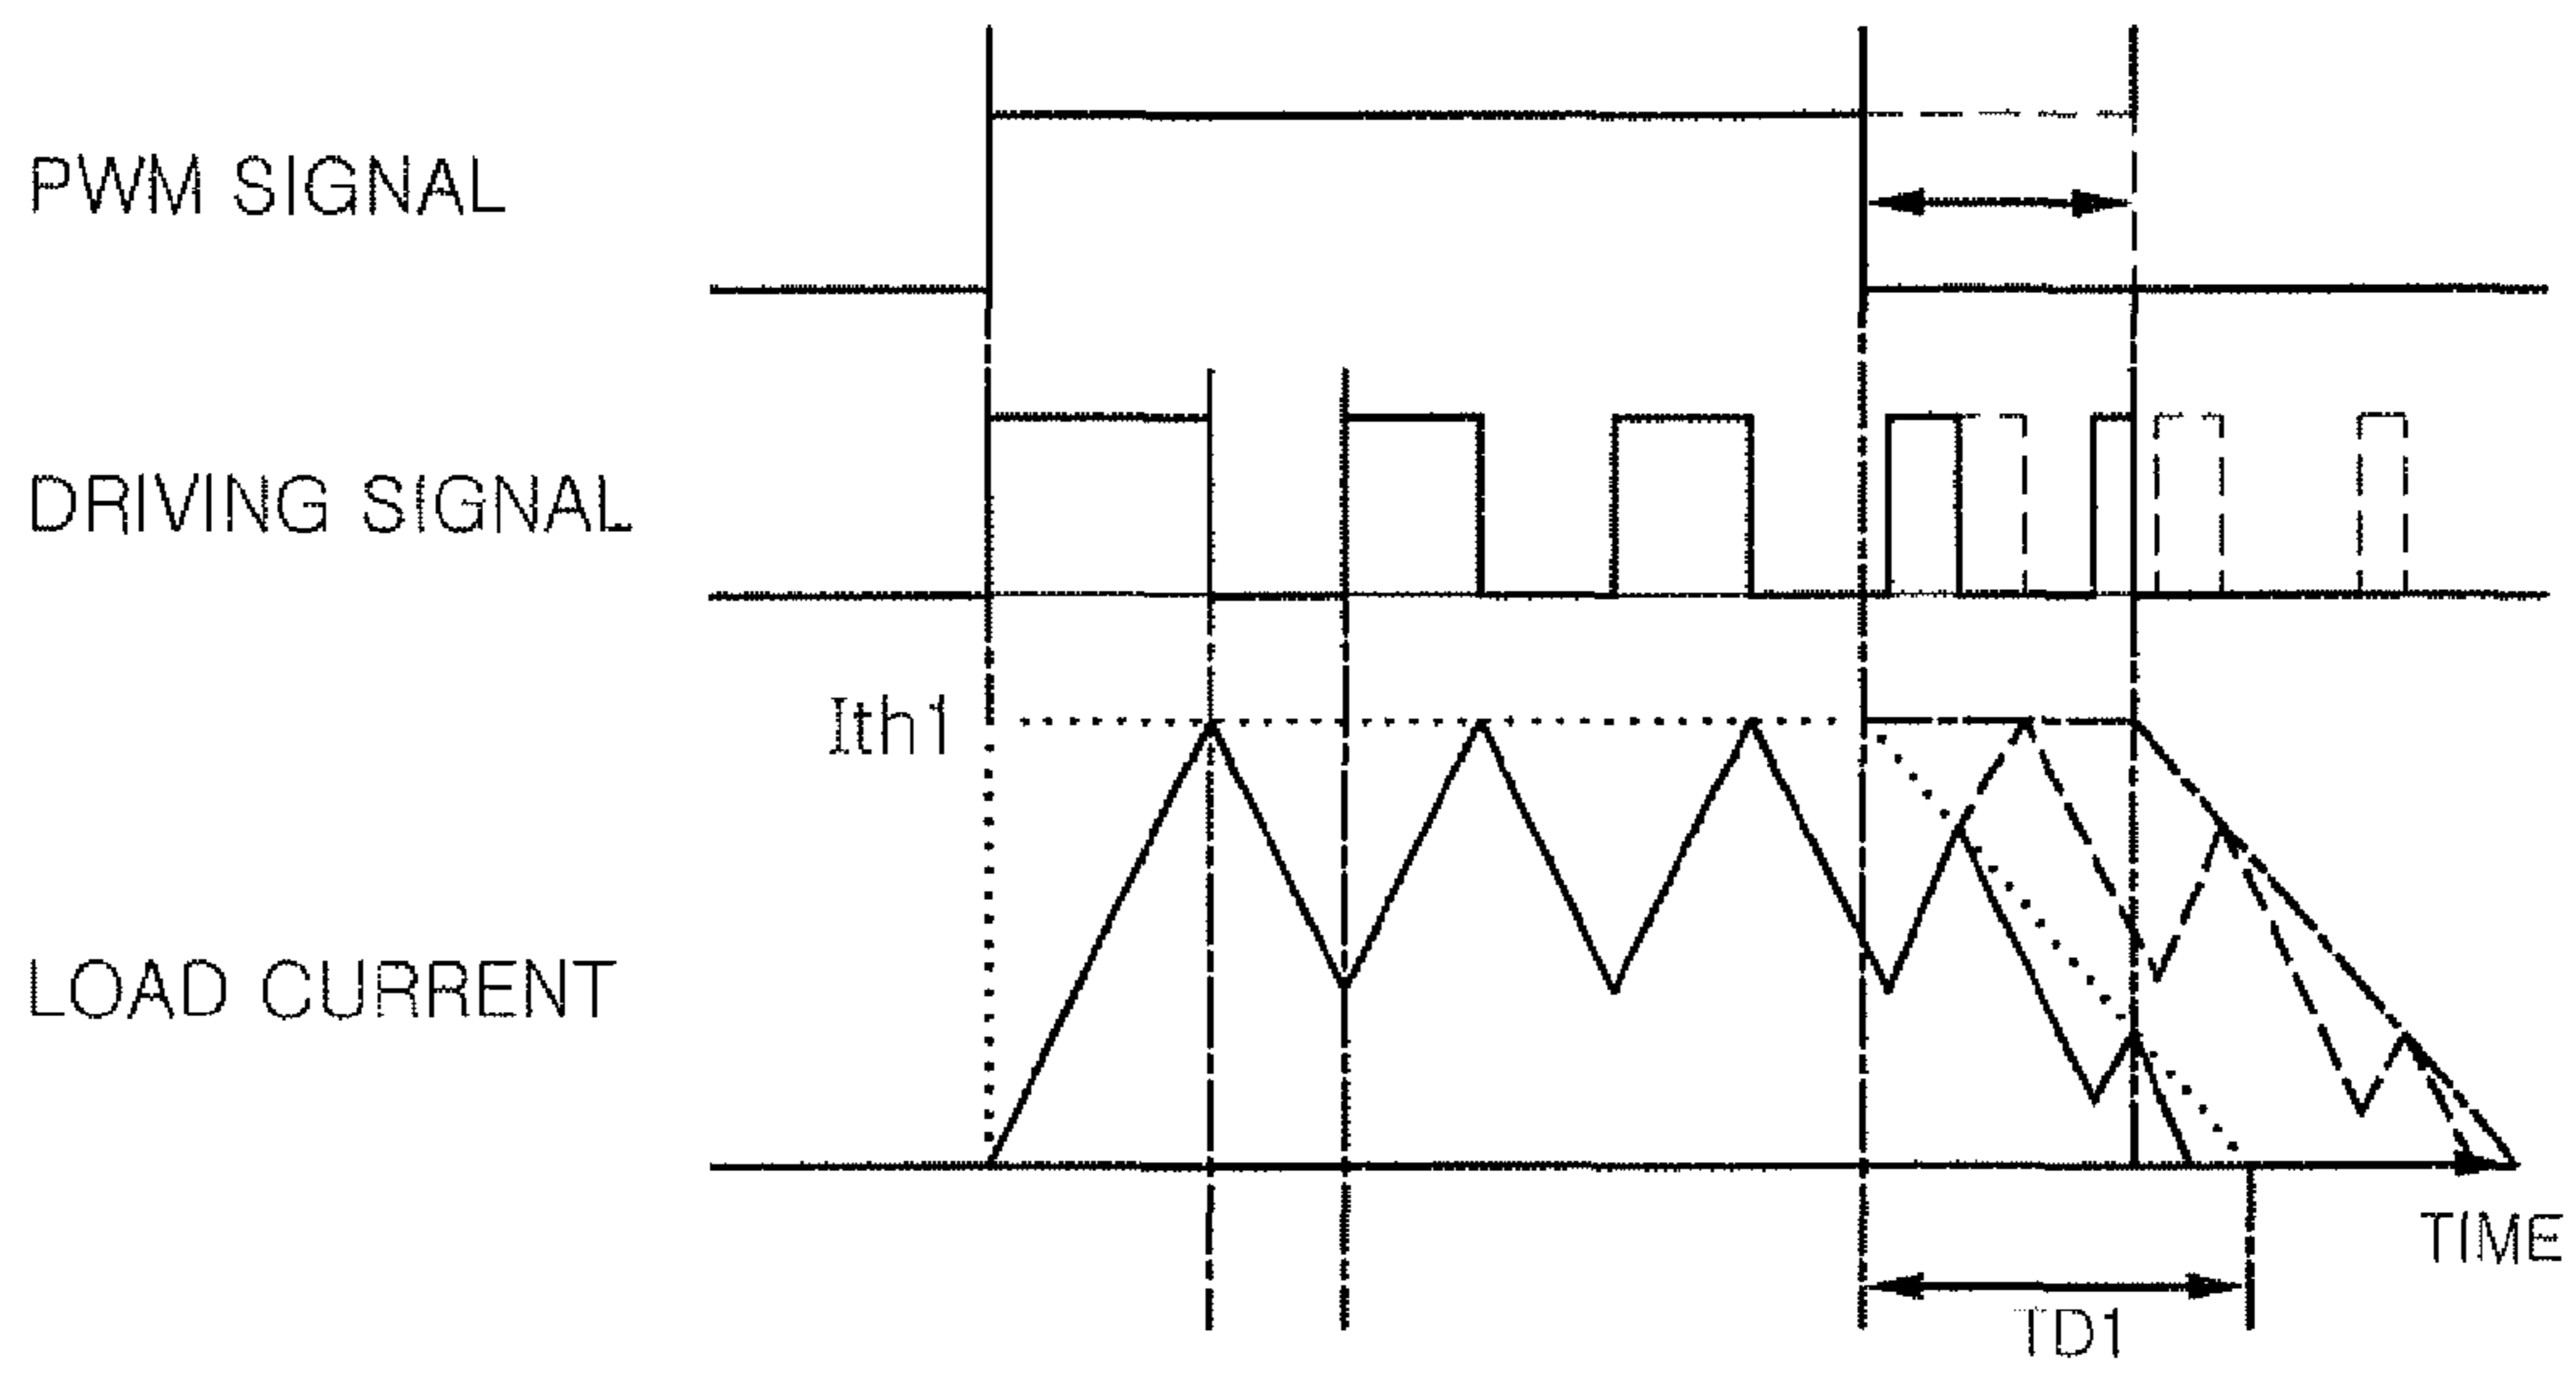 PWM SIGNAL
DRIVING SIGNAL
Ith1
LOAD CURRENT
TIME
TD1